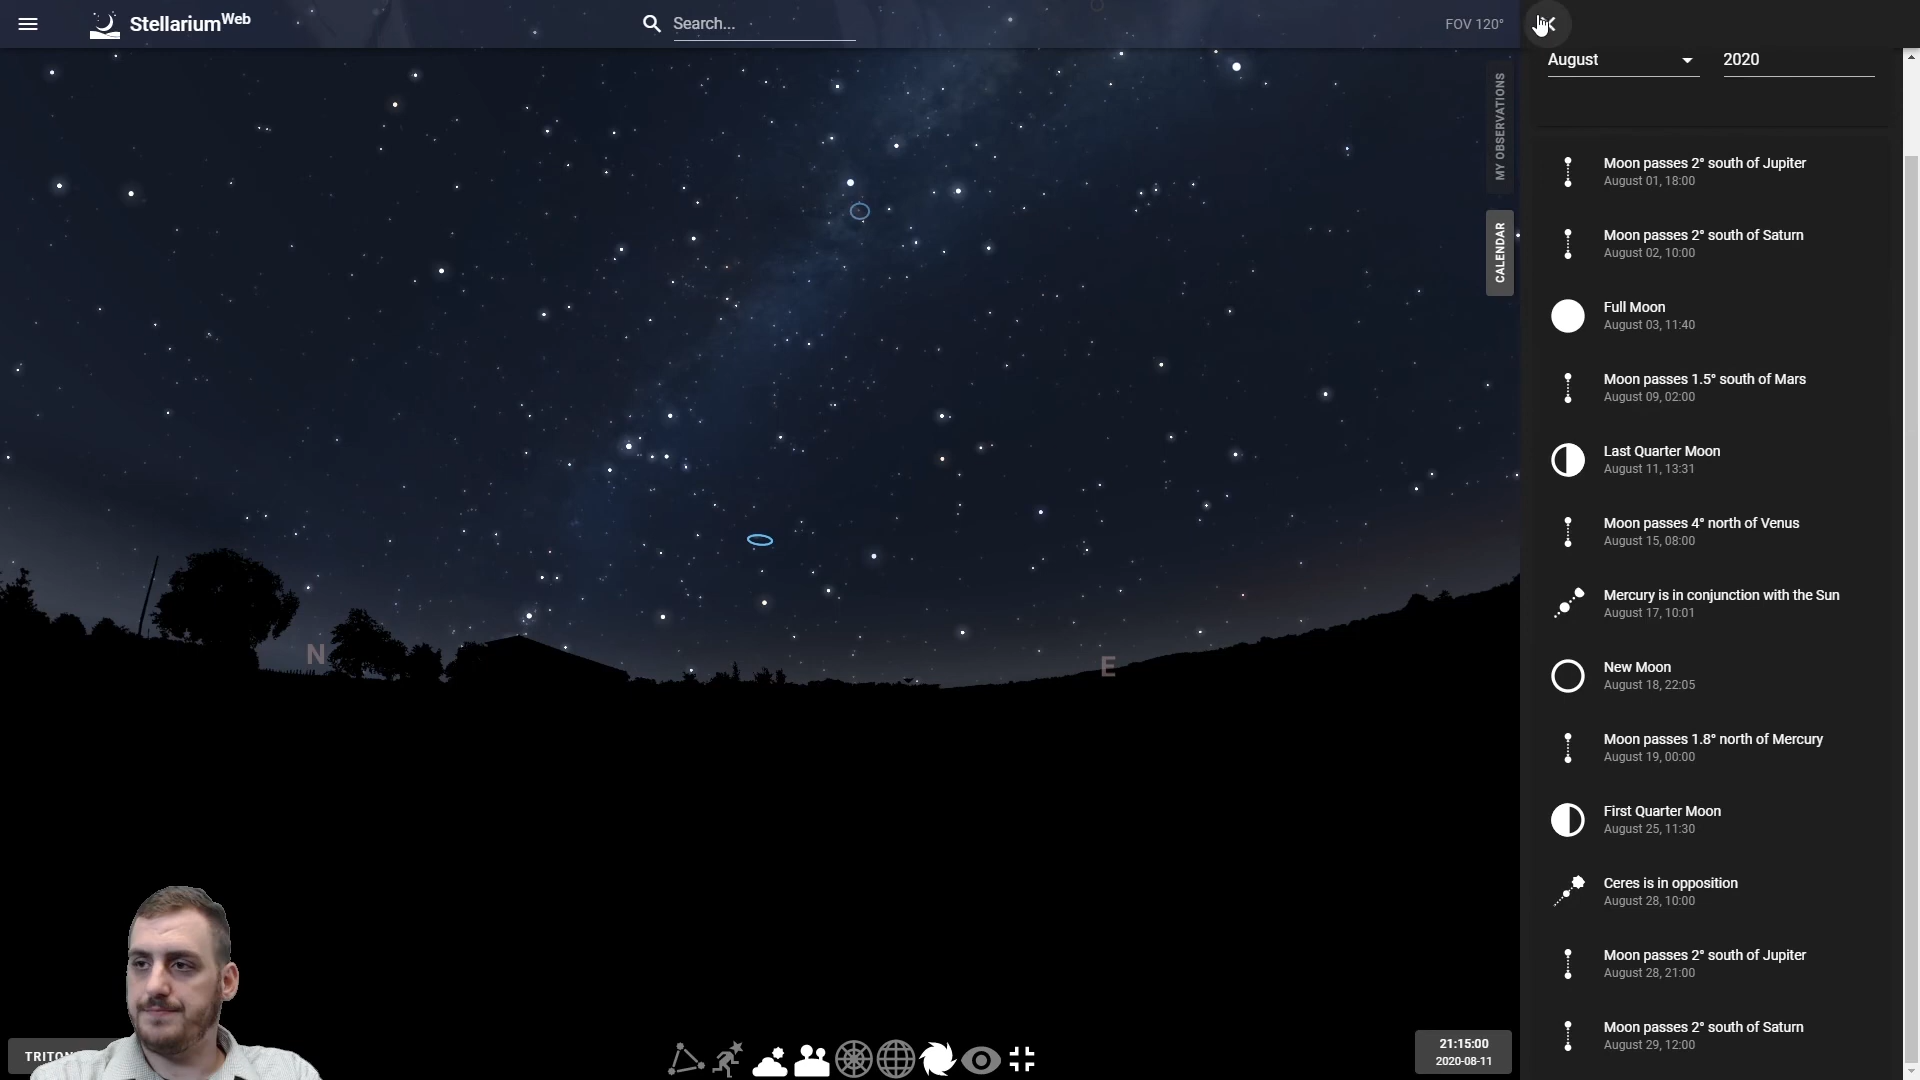 StellariumWeb
Search...
FOV 120°
August
2020
MY OBSERVATIONS
CALENDAR
Moon passes 2° south of Jupiter
August 01, 18:00
Moon passes 2° south of Saturn
August 02, 10:00
Full Moon
August 03, 11:40
Moon passes 1.5° south of Mars
August 09, 02:00
Last Quarter Moon
August 11, 13:31
Moon passes 4° north of Venus
August 15, 08:00
Mercury is in conjunction with the Sun
August 17, 10:01
New Moon
August 18, 22:05
Moon passes 1.8° north of Mercury
August 19, 00:00
First Quarter Moon
August 25, 11:30
Ceres is in opposition
August 28, 10:00
Moon passes 2° south of Jupiter
August 28, 21:00
Moon passes 2° south of Saturn
August 29, 12:00
N
E
21:15:00
2020-08-11